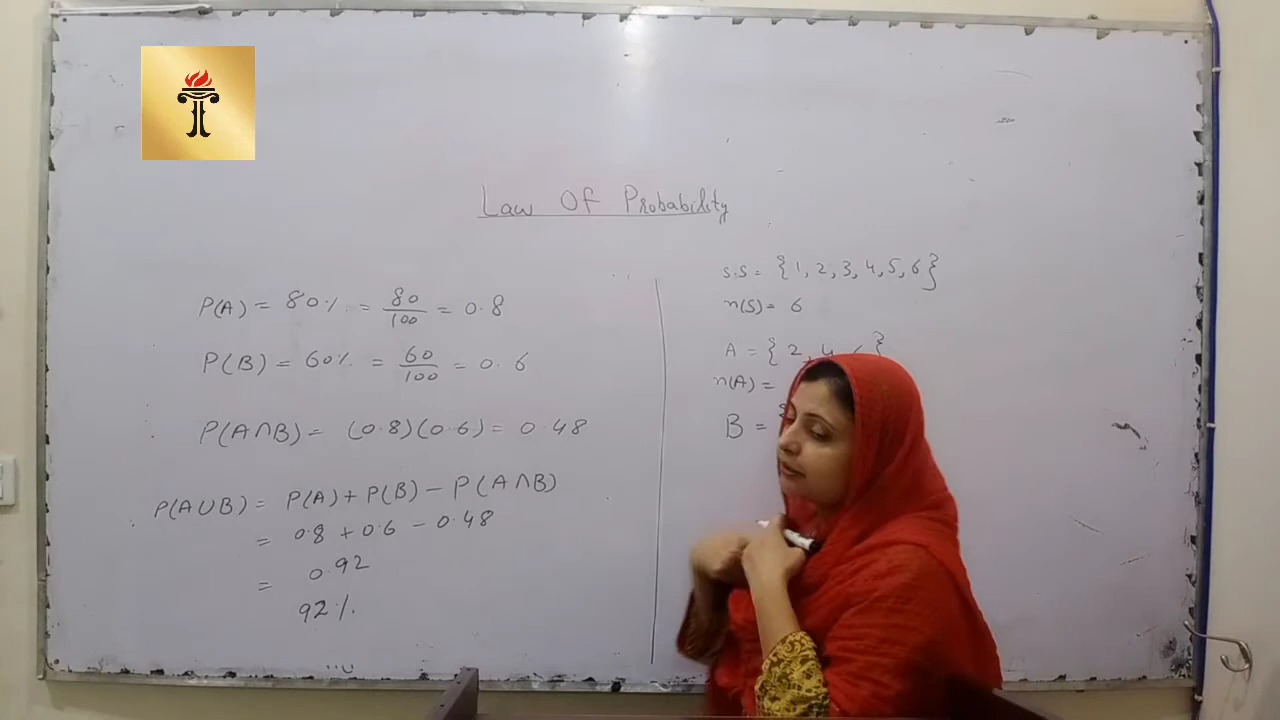 Law Of Probability
P(A) = 80% = 80/100 = 0.8
P(B) = 60% = 60/100 = 0.6
P(A∩B) = (0.8)(0.6) = 0.48
P(A∪B) = P(A) + P(B) − P(A∩B)
= 0.8 + 0.6 − 0.48
= 0.92
92%
S.S = {1, 2, 3, 4, 5, 6}
n(S) = 6
A = {2, 4, }
n(A) =
B =